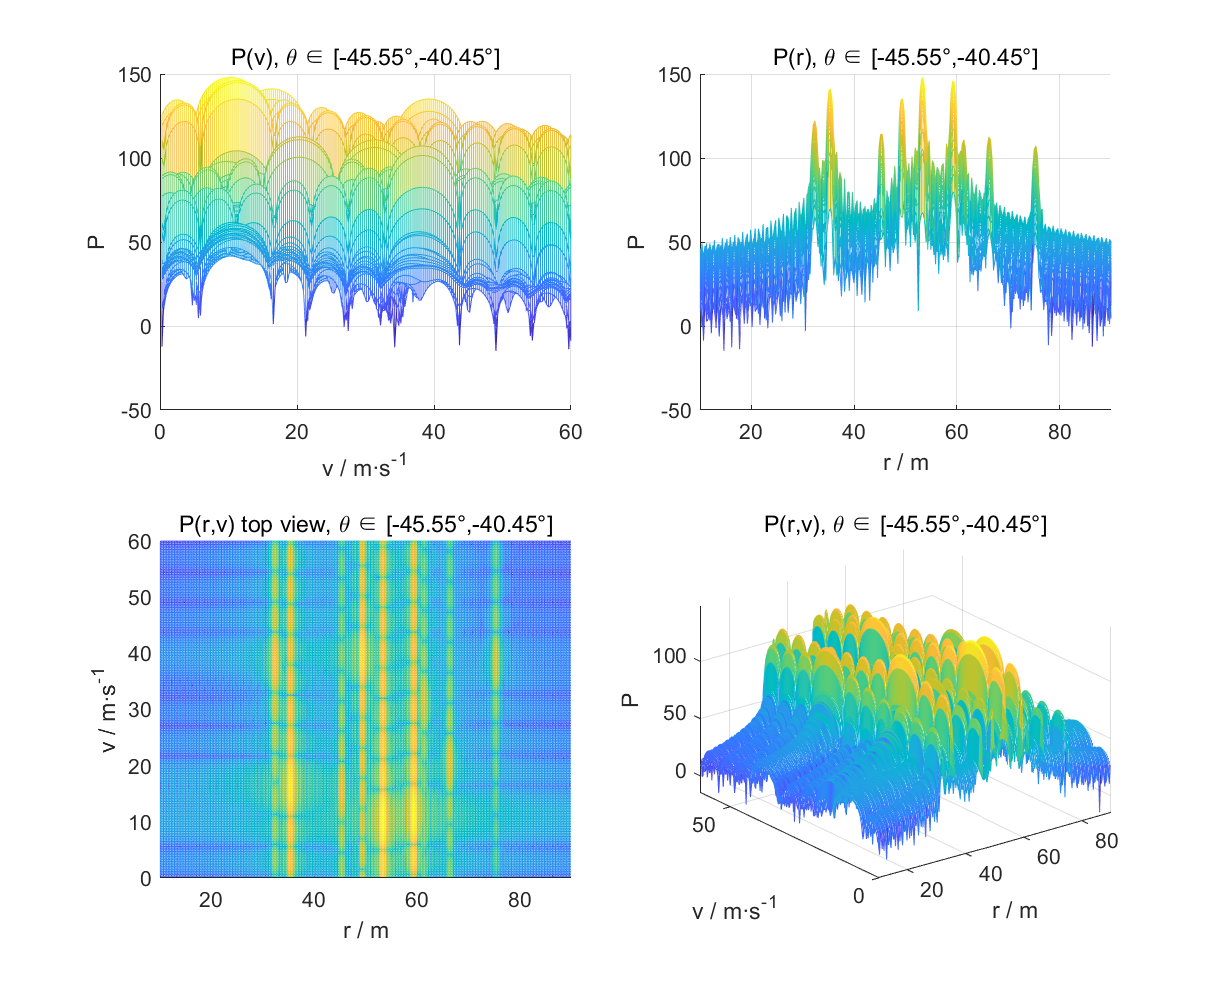 P(v), θ ∈ [-45.55°,-40.45°]
150
100
50
0
-50
P
0
20
40
60
v / m·s⁻¹
P(r), θ ∈ [-45.55°,-40.45°]
150
100
50
0
-50
P
20
40
60
80
r / m
P(r,v) top view, θ ∈ [-45.55°,-40.45°]
60
50
40
30
20
10
0
v / m·s⁻¹
20
40
60
80
r / m
P(r,v), θ ∈ [-45.55°,-40.45°]
100
50
0
P
50
0
v / m·s⁻¹
20
40
60
80
r / m